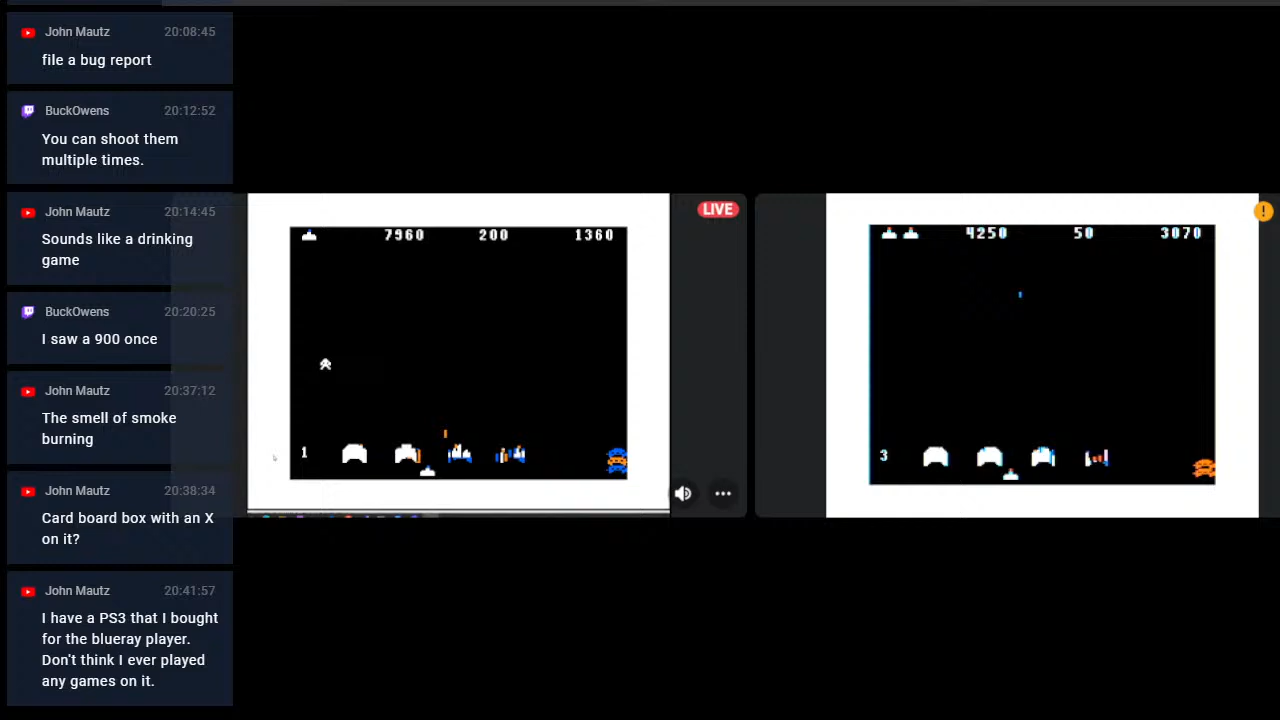 John Mautz 20:08:45
file a bug report
BuckOwens 20:12:52
You can shoot them
multiple times.
John Mautz 20:14:45
Sounds like a drinking
game
BuckOwens 20:20:25
I saw a 900 once
John Mautz 20:37:12
The smell of smoke
burning
John Mautz 20:38:34
Card board box with an X
on it?
John Mautz 20:41:57
I have a PS3 that I bought
for the blueray player.
Don't think I ever played
any games on it.
LIVE
7960 200 1360
1
!
4250 50 3070
3